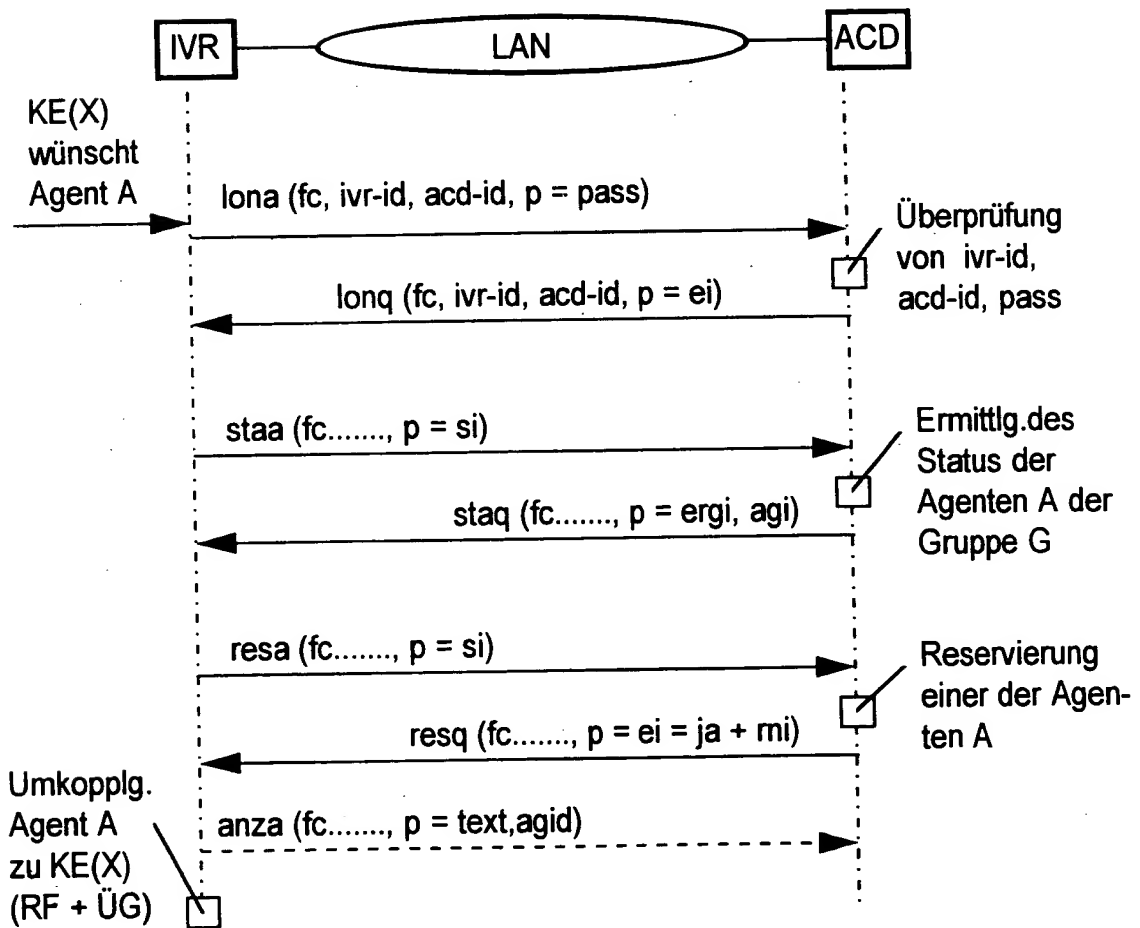 IVR
LAN
ACD
KE(X)
wünscht
Agent A
lona (fc, ivr-id, acd-id, p = pass)
Überprüfung
von ivr-id,
acd-id, pass
lonq (fc, ivr-id, acd-id, p = ei)
staa (fc......., p = si)
Ermittlg.des
Status der
Agenten A der
Gruppe G
staq (fc......., p = ergi, agi)
resa (fc......., p = si)
Reservierung
einer der Agen-
ten A
resq (fc......., p = ei = ja + mi)
Umkopplg.
Agent A
zu KE(X)
(RF + ÜG)
anza (fc......., p = text,agid)